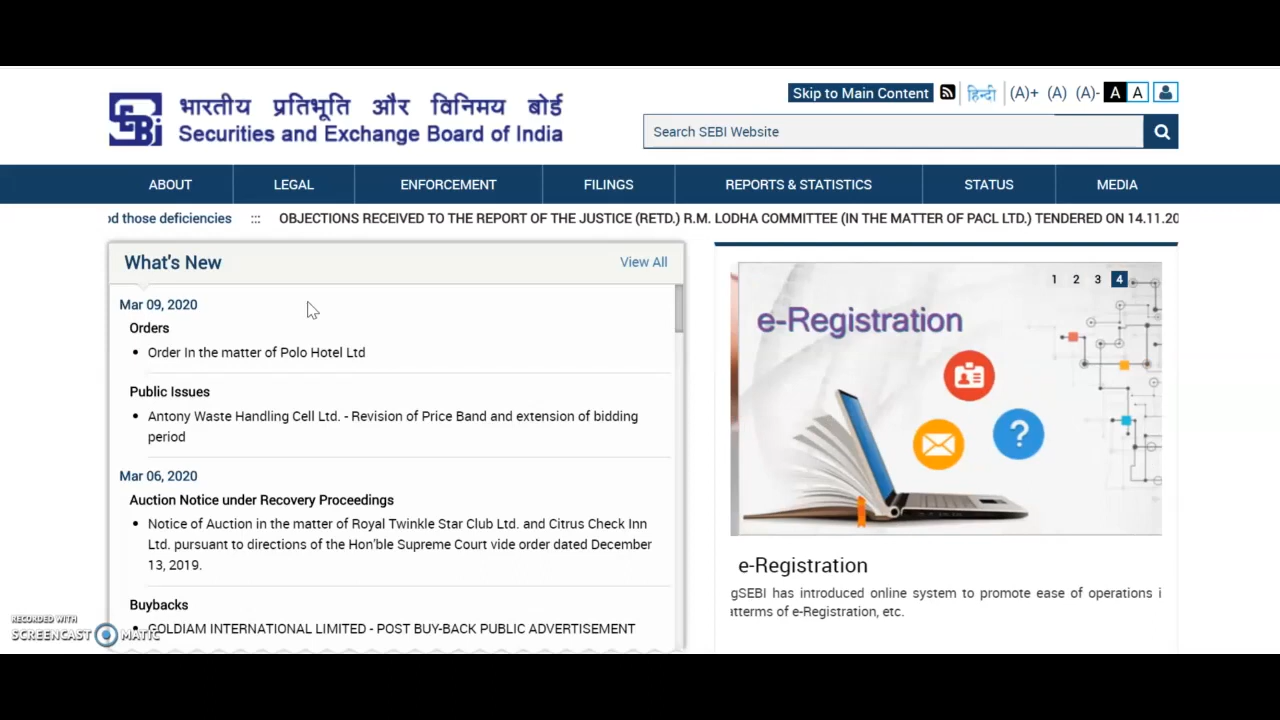 भारतीय प्रतिभूति और विनिमय बोर्ड
Securities and Exchange Board of India
Skip to Main Content हिन्दी (A)+ (A) (A)- A A
Search SEBI Website
ABOUT LEGAL ENFORCEMENT FILINGS REPORTS & STATISTICS STATUS MEDIA
those deficiencies ::: OBJECTIONS RECEIVED TO THE REPORT OF THE JUSTICE (RETD.) R.M. LODHA COMMITTEE (IN THE MATTER OF PACL LTD.) TENDERED ON 14.11.20
What's New View All
Mar 09, 2020
Orders
• Order In the matter of Polo Hotel Ltd
Public Issues
• Antony Waste Handling Cell Ltd. - Revision of Price Band and extension of bidding
period
Mar 06, 2020
Auction Notice under Recovery Proceedings
• Notice of Auction in the matter of Royal Twinkle Star Club Ltd. and Citrus Check Inn
Ltd. pursuant to directions of the Hon'ble Supreme Court vide order dated December
13, 2019.
Buybacks
• GOLDIAM INTERNATIONAL LIMITED - POST BUY-BACK PUBLIC ADVERTISEMENT
1 2 3 4
e-Registration
?
e-Registration
SEBI has introduced online system to promote ease of operations i
of e-Registration, etc.
RECORDED WITH
SCREENCAST MATIC